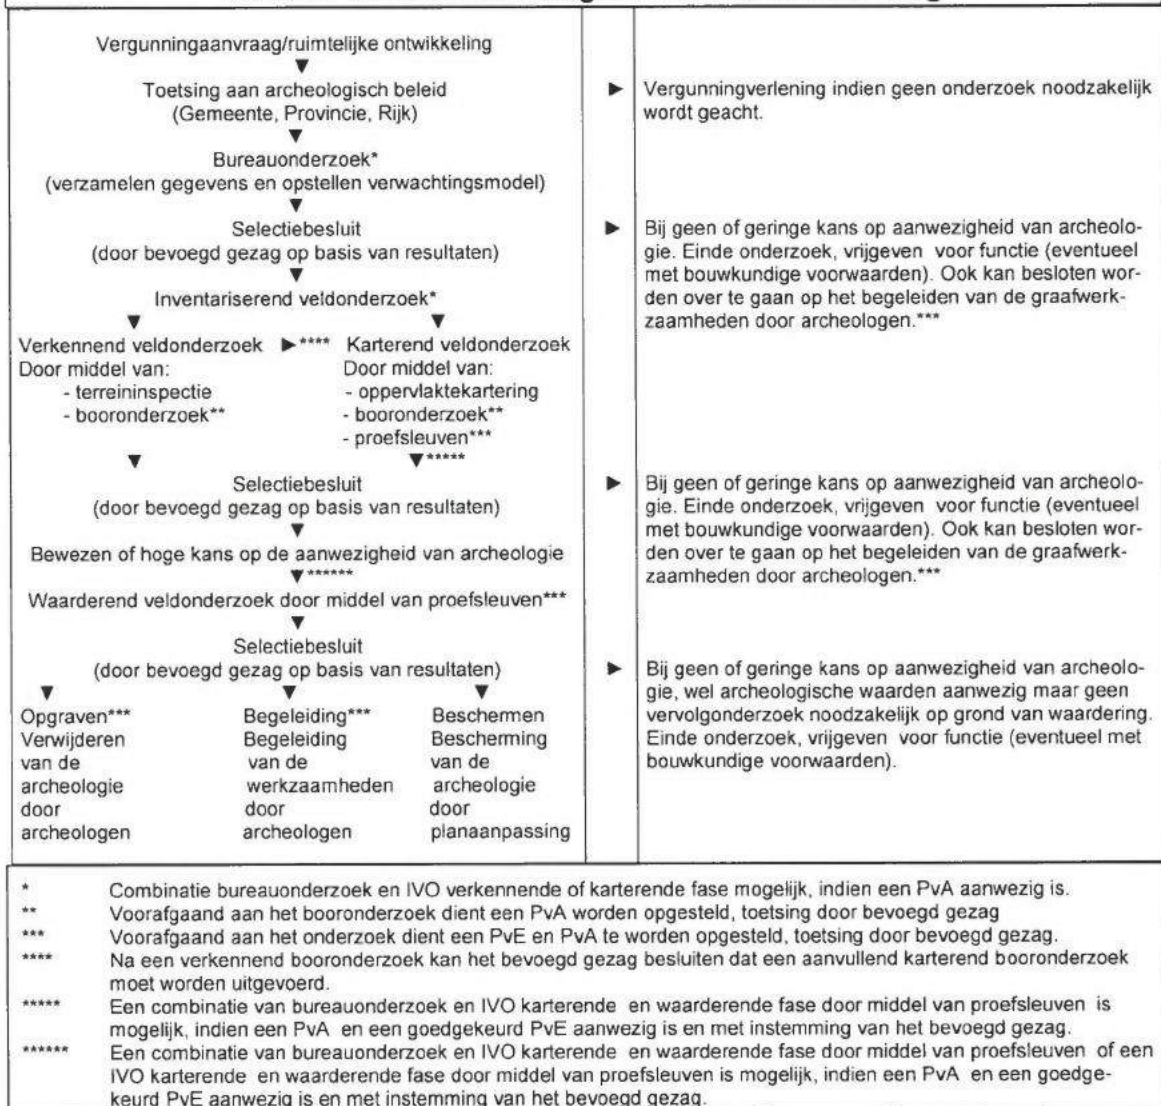 Vergunningaanvraag/ruimtelijke ontwikkeling
▼
Toetsing aan archeologisch beleid
(Gemeente, Provincie, Rijk)
▼
Bureauonderzoek*
(verzamelen gegevens en opstellen verwachtingsmodel)
▼
Selectiebesluit
(door bevoegd gezag op basis van resultaten)
▼
Inventariserend veldonderzoek*
▼ ▼
Verkennend veldonderzoek ►**** Karterend veldonderzoek
Door middel van: Door middel van:
- terreininspectie - oppervlaktekartering
- booronderzoek** - booronderzoek**
- proefsleuven***
▼ ▼*****
Selectiebesluit
(door bevoegd gezag op basis van resultaten)
▼
Bewezen of hoge kans op de aanwezigheid van archeologie
▼******
Waarderend veldonderzoek door middel van proefsleuven***
▼
Selectiebesluit
(door bevoegd gezag op basis van resultaten)
▼ ▼ ▼
Opgraven*** Begeleiding*** Beschermen
Verwijderen Begeleiding Bescherming
van de van de van de
archeologie werkzaamheden archeologie
door door door
archeologen archeologen planaanpassing
► Vergunningverlening indien geen onderzoek noodzakelijk
wordt geacht.
► Bij geen of geringe kans op aanwezigheid van archeolo-
gie. Einde onderzoek, vrijgeven voor functie (eventueel
met bouwkundige voorwaarden). Ook kan besloten wor-
den over te gaan op het begeleiden van de graafwerk-
zaamheden door archeologen.***
► Bij geen of geringe kans op aanwezigheid van archeolo-
gie. Einde onderzoek, vrijgeven voor functie (eventueel
met bouwkundige voorwaarden). Ook kan besloten wor-
den over te gaan op het begeleiden van de graafwerk-
zaamheden door archeologen.***
► Bij geen of geringe kans op aanwezigheid van archeolo-
gie, wel archeologische waarden aanwezig maar geen
vervolgonderzoek noodzakelijk op grond van waardering.
Einde onderzoek, vrijgeven voor functie (eventueel met
bouwkundige voorwaarden).
* Combinatie bureauonderzoek en IVO verkennende of karterende fase mogelijk, indien een PvA aanwezig is.
** Voorafgaand aan het booronderzoek dient een PvA worden opgesteld, toetsing door bevoegd gezag
*** Voorafgaand aan het onderzoek dient een PvE en PvA te worden opgesteld, toetsing door bevoegd gezag.
**** Na een verkennend booronderzoek kan het bevoegd gezag besluiten dat een aanvullend karterend booronderzoek
moet worden uitgevoerd.
***** Een combinatie van bureauonderzoek en IVO karterende en waarderende fase door middel van proefsleuven is
mogelijk, indien een PvA en een goedgekeurd PvE aanwezig is en met instemming van het bevoegd gezag.
****** Een combinatie van bureauonderzoek en IVO karterende en waarderende fase door middel van proefsleuven of een
IVO karterende en waarderende fase door middel van proefsleuven is mogelijk, indien een PvA en een goedge-
keurd PvE aanwezig is en met instemming van het bevoegd gezag.